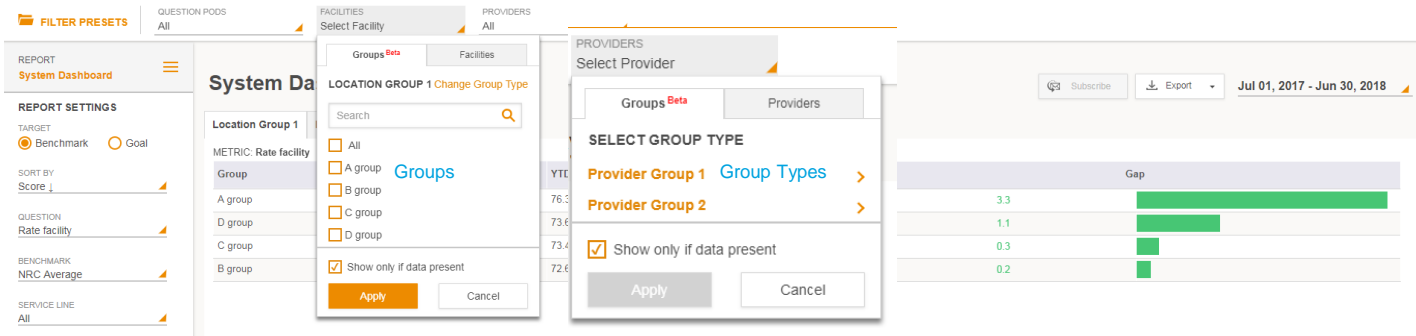 FILTER PRESETS
QUESTION PODS
All
FACILITIES
Select Facility
PROVIDERS
All
REPORT
System Dashboard
REPORT SETTINGS
TARGET
Benchmark Goal
SORT BY
Score ↓
QUESTION
Rate facility
BENCHMARK
NRC Average
SERVICE LINE
All
System Da
Subscribe
Export
Jul 01, 2017 - Jun 30, 2018
Location Group 1
METRIC: Rate facility
Group YTD Gap
A group 76.3 3.3
D group 73.6 1.1
C group 73.4 0.3
B group 72.6 0.2
Groups Beta Facilities
LOCATION GROUP 1 Change Group Type
Search
All
A group
B group
C group
D group
Groups
Show only if data present
Apply Cancel
PROVIDERS
Select Provider
Groups Beta Providers
SELECT GROUP TYPE
Provider Group 1
Group Types
Provider Group 2
Show only if data present
Apply Cancel